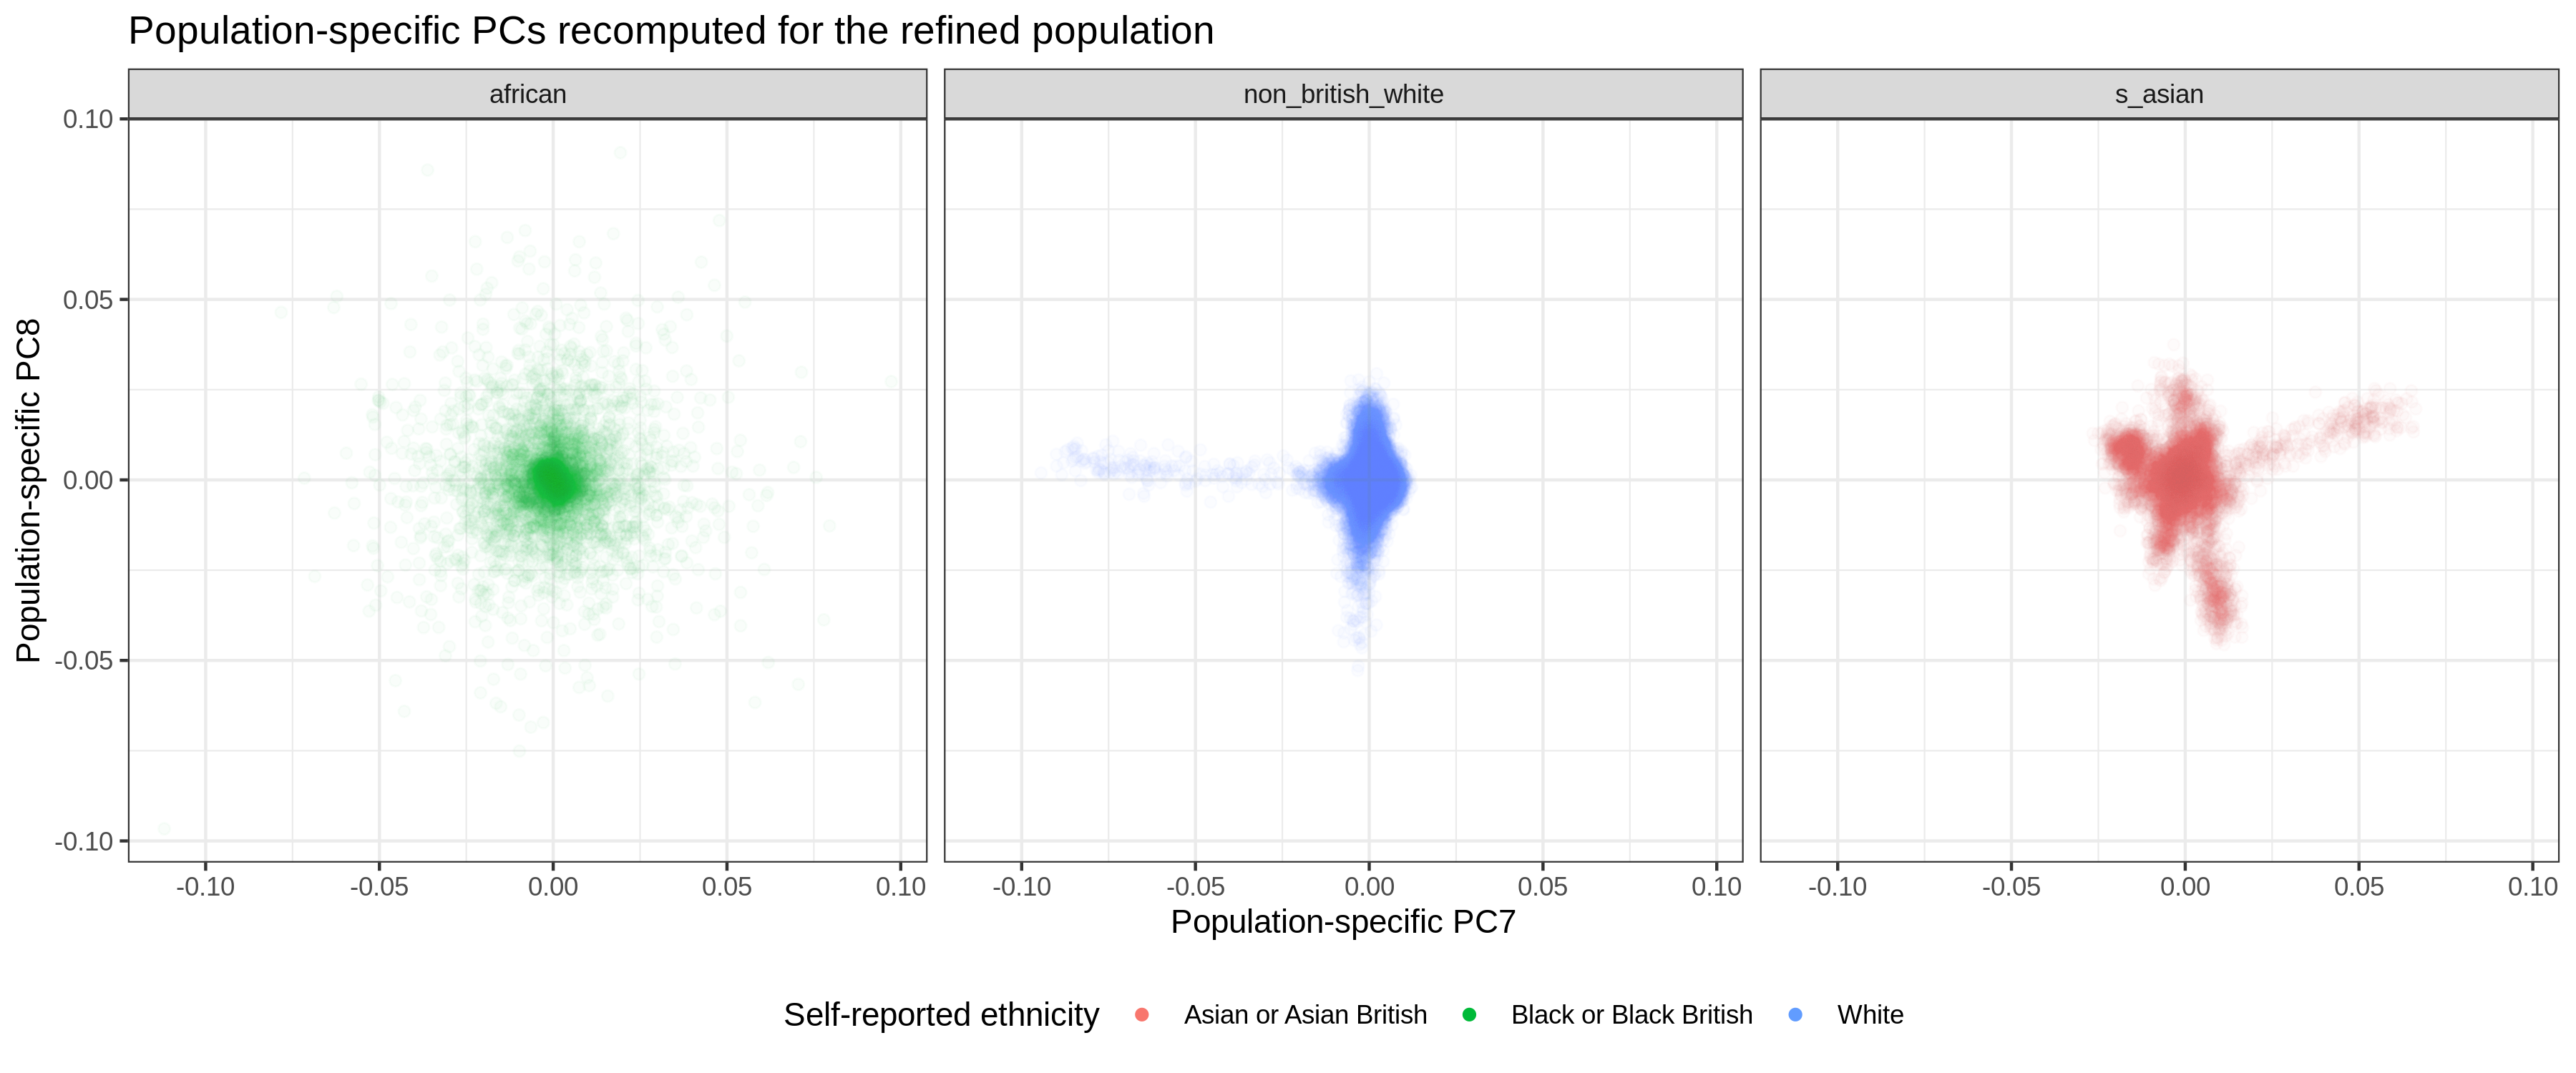 Population-specific PCs recomputed for the refined population
african non_british_white s_asian
0.10
0.05
0.00
-0.05
-0.10
Population-specific PC8
-0.10 -0.05 0.00 0.05 0.10 -0.10 -0.05 0.00 0.05 0.10 -0.10 -0.05 0.00 0.05 0.10
Population-specific PC7
Self-reported ethnicity Asian or Asian British Black or Black British White